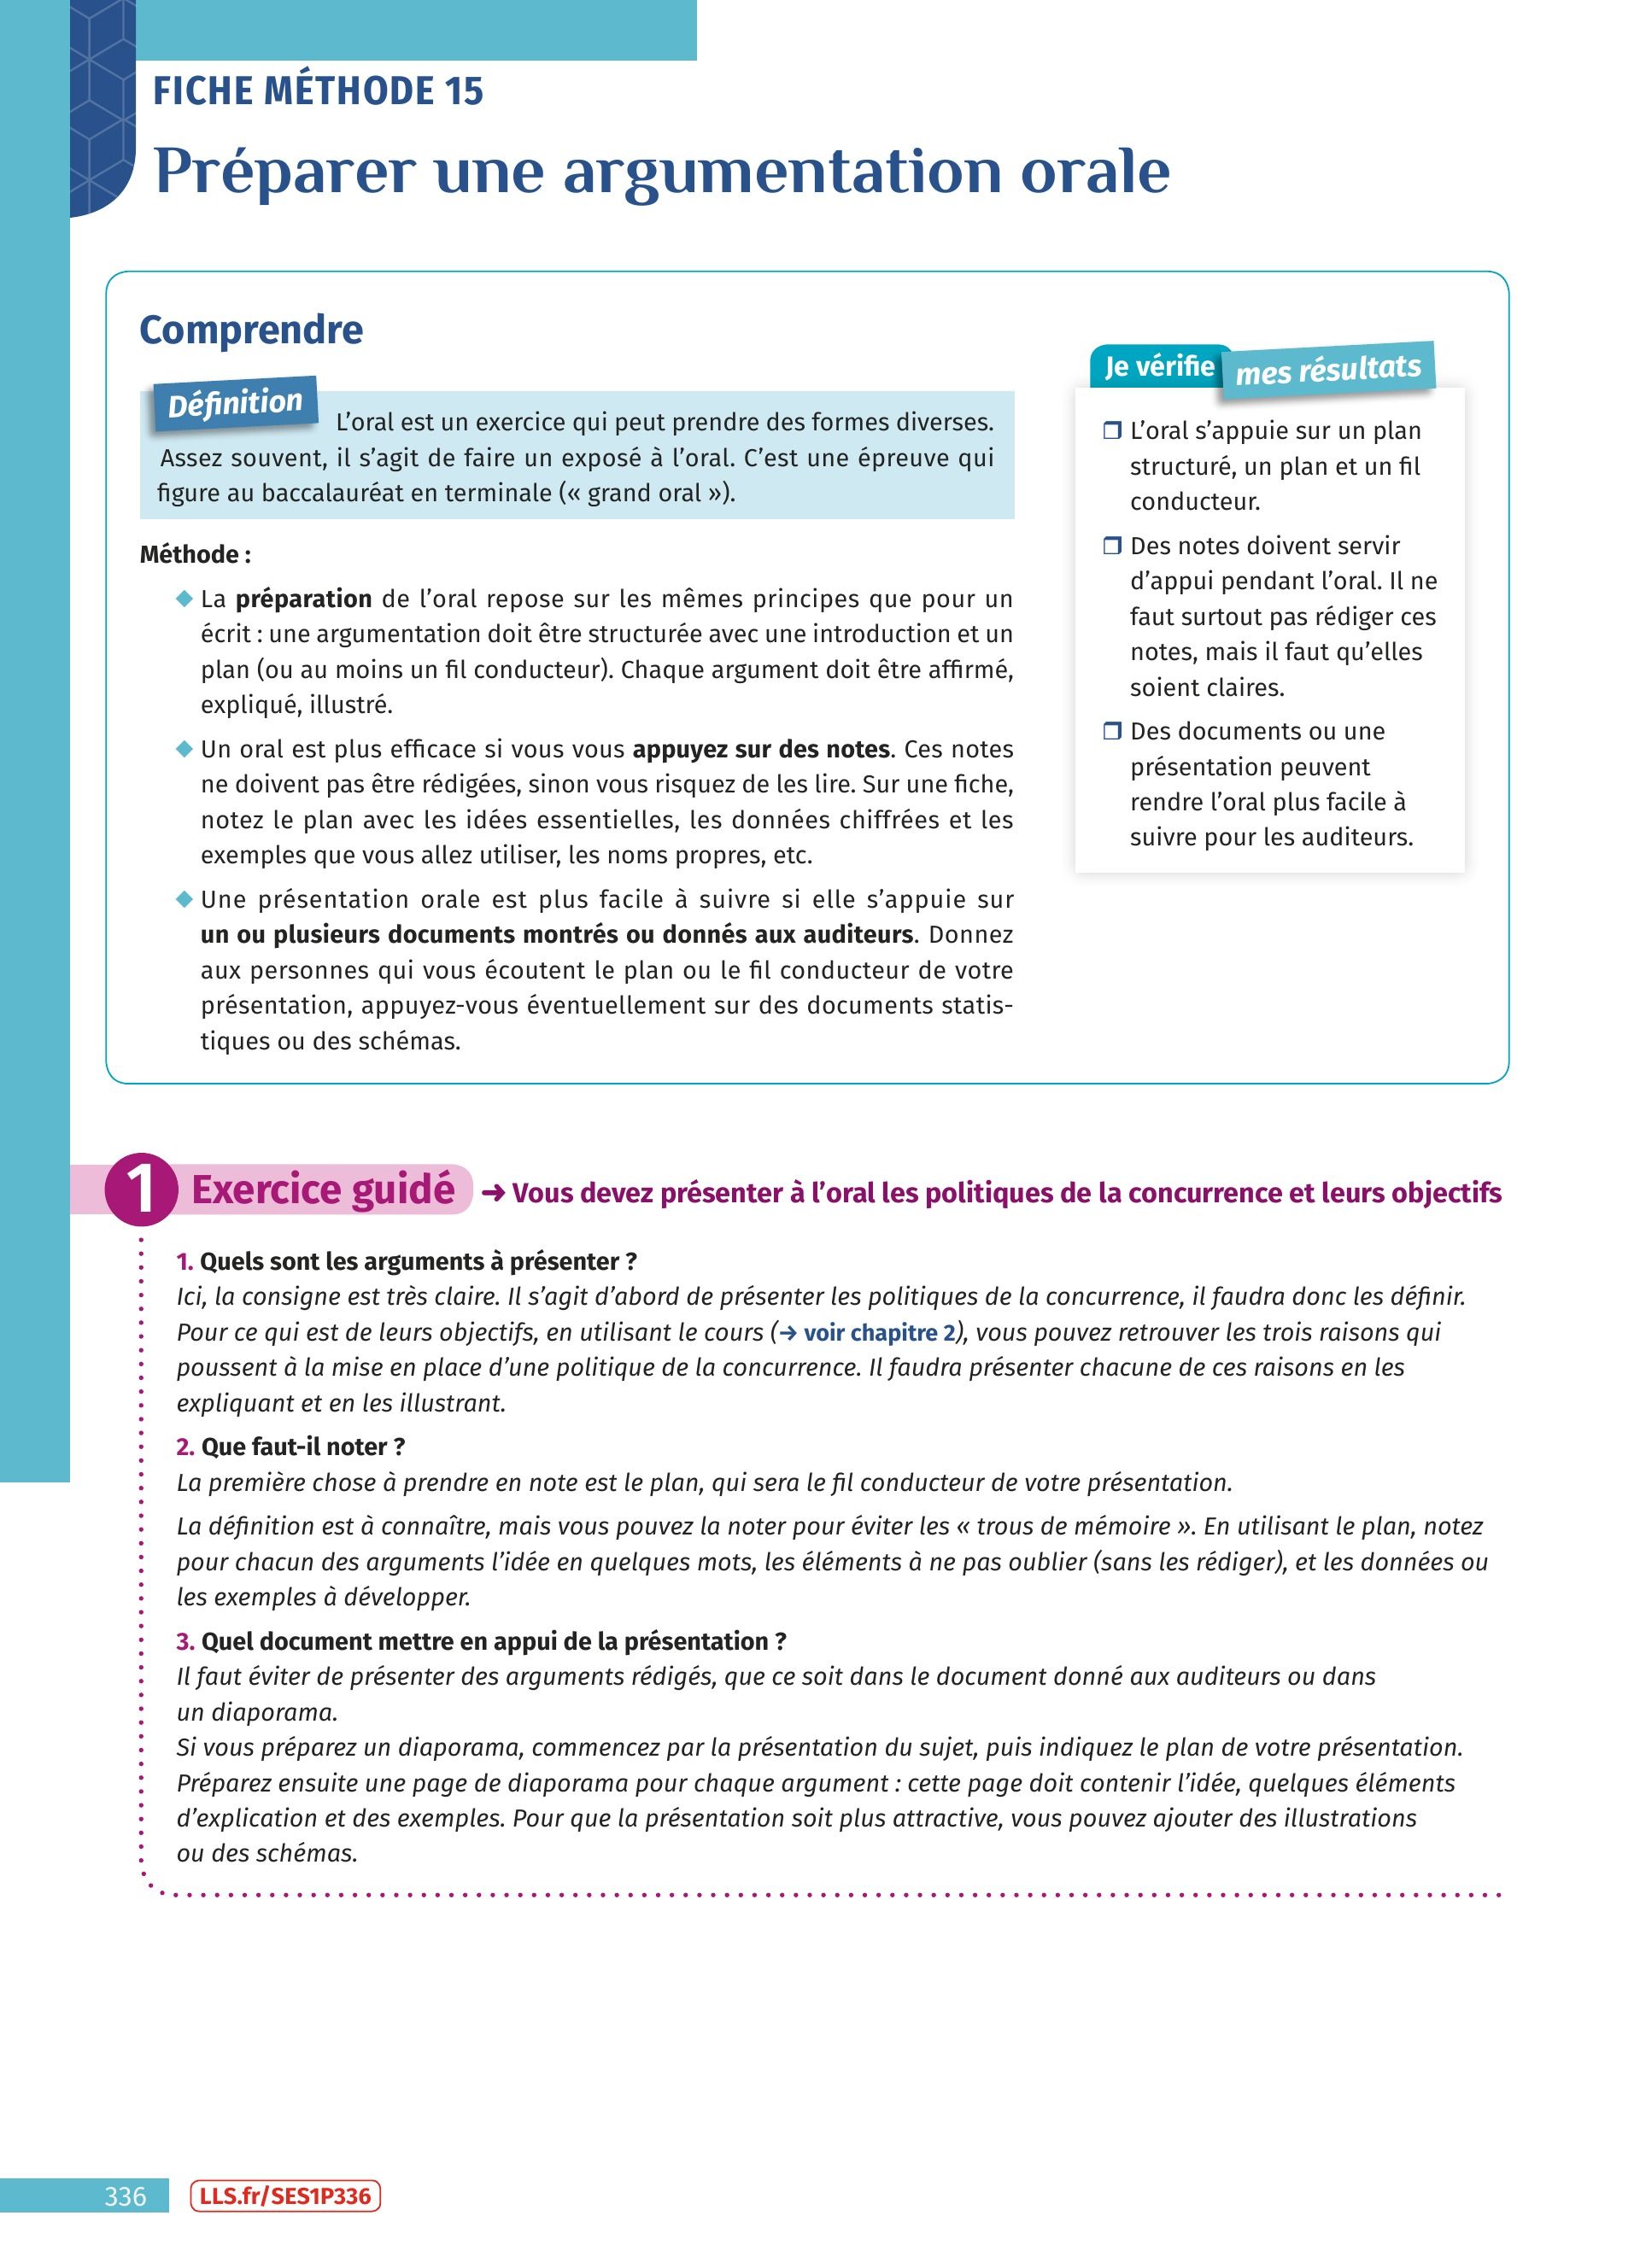 FICHE MÉTHODE 15
Préparer une argumentation orale
Comprendre
Définition
L’oral est un exercice qui peut prendre des formes diverses.
Assez souvent, il s’agit de faire un exposé à l’oral. C’est une épreuve qui
figure au baccalauréat en terminale (« grand oral »).
Méthode :
◆ La préparation de l’oral repose sur les mêmes principes que pour un
écrit : une argumentation doit être structurée avec une introduction et un
plan (ou au moins un fil conducteur). Chaque argument doit être affirmé,
expliqué, illustré.
◆ Un oral est plus efficace si vous vous appuyez sur des notes. Ces notes
ne doivent pas être rédigées, sinon vous risquez de les lire. Sur une fiche,
notez le plan avec les idées essentielles, les données chiffrées et les
exemples que vous allez utiliser, les noms propres, etc.
◆ Une présentation orale est plus facile à suivre si elle s’appuie sur
un ou plusieurs documents montrés ou donnés aux auditeurs. Donnez
aux personnes qui vous écoutent le plan ou le fil conducteur de votre
présentation, appuyez-vous éventuellement sur des documents statis-
tiques ou des schémas.
Je vérifie mes résultats
❐ L’oral s’appuie sur un plan
structuré, un plan et un fil
conducteur.
❐ Des notes doivent servir
d’appui pendant l’oral. Il ne
faut surtout pas rédiger ces
notes, mais il faut qu’elles
soient claires.
❐ Des documents ou une
présentation peuvent
rendre l’oral plus facile à
suivre pour les auditeurs.
1 Exercice guidé ➜ Vous devez présenter à l’oral les politiques de la concurrence et leurs objectifs
1. Quels sont les arguments à présenter ?
Ici, la consigne est très claire. Il s’agit d’abord de présenter les politiques de la concurrence, il faudra donc les définir.
Pour ce qui est de leurs objectifs, en utilisant le cours (→ voir chapitre 2), vous pouvez retrouver les trois raisons qui
poussent à la mise en place d’une politique de la concurrence. Il faudra présenter chacune de ces raisons en les
expliquant et en les illustrant.
2. Que faut-il noter ?
La première chose à prendre en note est le plan, qui sera le fil conducteur de votre présentation.
La définition est à connaître, mais vous pouvez la noter pour éviter les « trous de mémoire ». En utilisant le plan, notez
pour chacun des arguments l’idée en quelques mots, les éléments à ne pas oublier (sans les rédiger), et les données ou
les exemples à développer.
3. Quel document mettre en appui de la présentation ?
Il faut éviter de présenter des arguments rédigés, que ce soit dans le document donné aux auditeurs ou dans
un diaporama.
Si vous préparez un diaporama, commencez par la présentation du sujet, puis indiquez le plan de votre présentation.
Préparez ensuite une page de diaporama pour chaque argument : cette page doit contenir l’idée, quelques éléments
d’explication et des exemples. Pour que la présentation soit plus attractive, vous pouvez ajouter des illustrations
ou des schémas.
336
LLS.fr/SES1P336